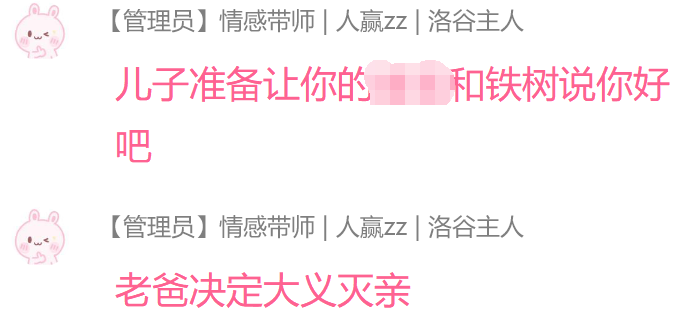 【管理员】情感带师 | 人赢zz | 洛谷主人
儿子准备让你的和铁树说你好
吧
【管理员】情感带师 | 人赢zz | 洛谷主人
老爸决定大义灭亲